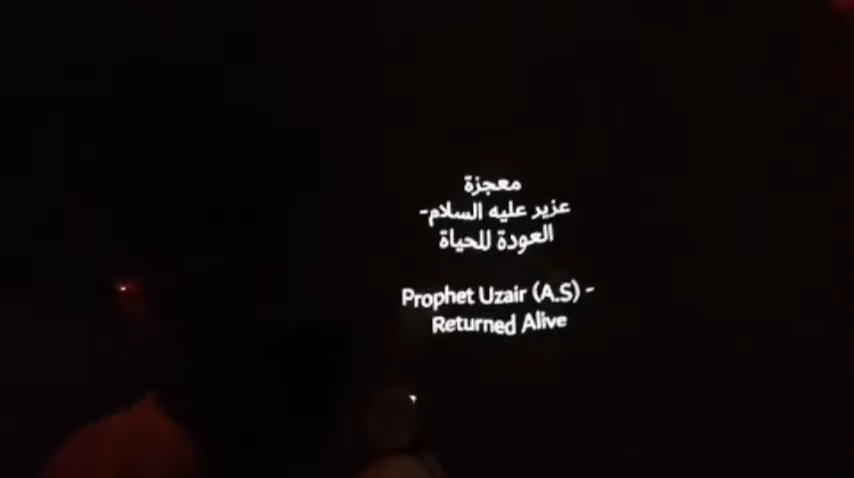 معجزة
عزير عليه السلام-
العودة للحياة
Prophet Uzair (A.S) -
Returned Alive